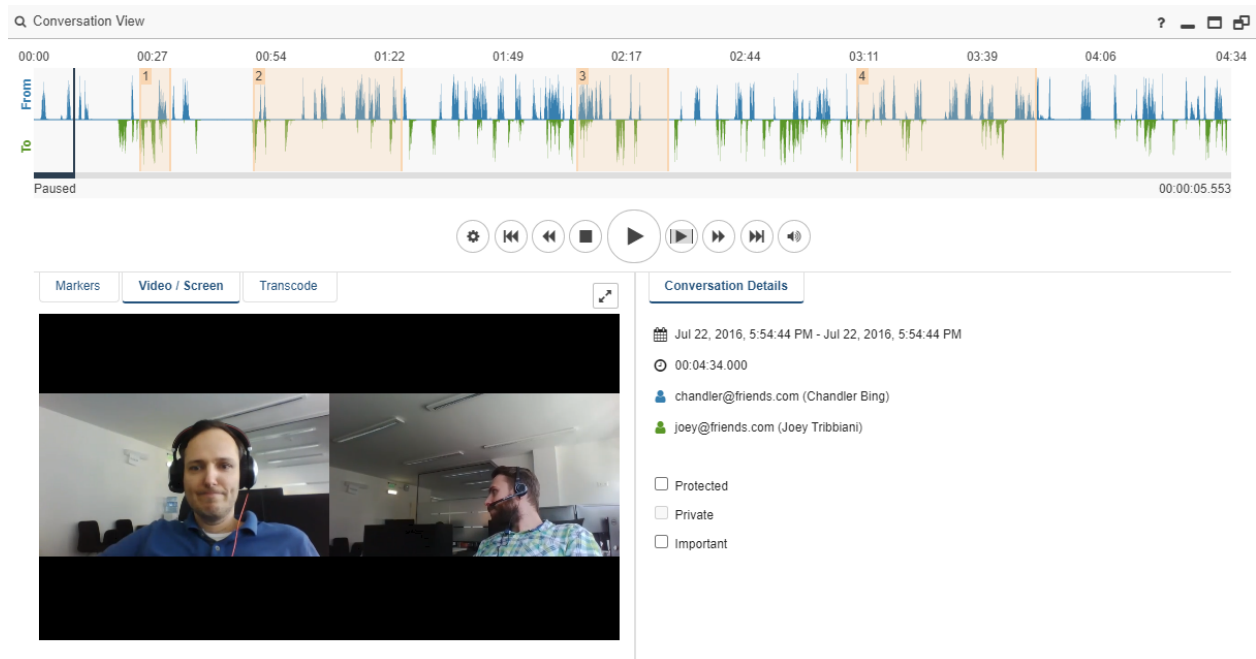 Conversation View
?
00:00 00:27 00:54 01:22 01:49 02:17 02:44 03:11 03:39 04:06 04:34
1 2 3 4
From
To
Paused 00:00:05.553
Markers Video / Screen Transcode
Conversation Details
Jul 22, 2016, 5:54:44 PM - Jul 22, 2016, 5:54:44 PM
00:04:34.000
chandler@friends.com (Chandler Bing)
joey@friends.com (Joey Tribbiani)
Protected
Private
Important